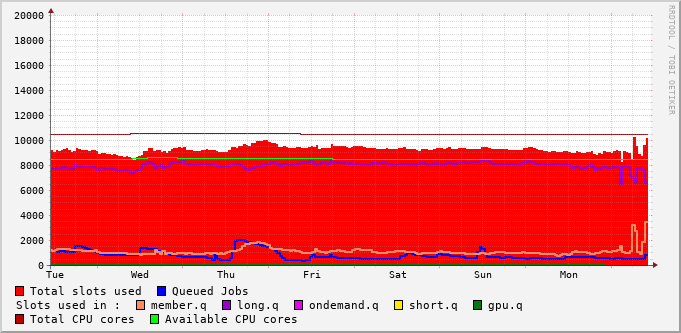 RRDTOOL / TOBI OETIKER
20000
18000
16000
14000
12000
10000
8000
6000
4000
2000
0
Tue Wed Thu Fri Sat Sun Mon
Total slots used Queued Jobs
Slots used in : member.q long.q ondemand.q short.q gpu.q
Total CPU cores Available CPU cores